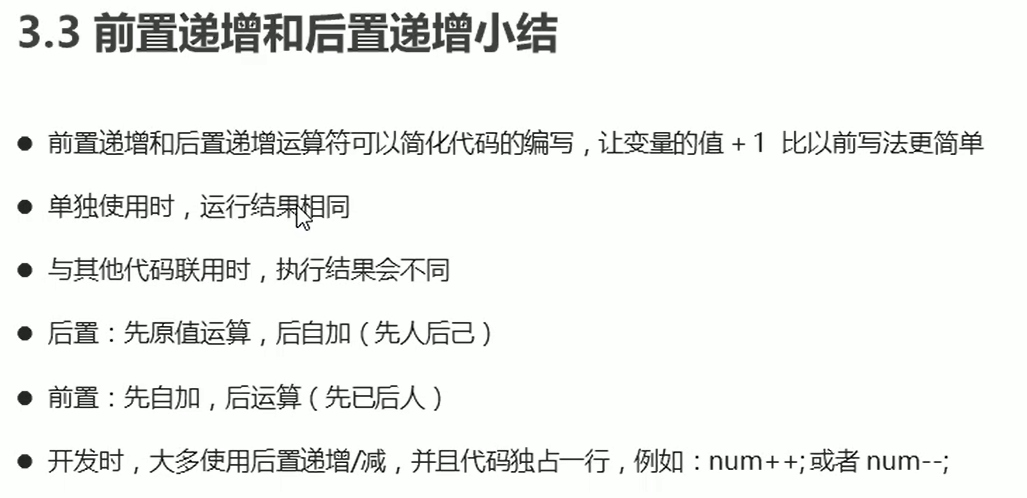 3.3 前置递增和后置递增小结
● 前置递增和后置递增运算符可以简化代码的编写，让变量的值 + 1 比以前写法更简单
● 单独使用时，运行结果相同
● 与其他代码联用时，执行结果会不同
● 后置：先原值运算，后自加（先人后己）
● 前置：先自加，后运算（先已后人）
● 开发时，大多使用后置递增/减，并且代码独占一行，例如：num++; 或者 num--;